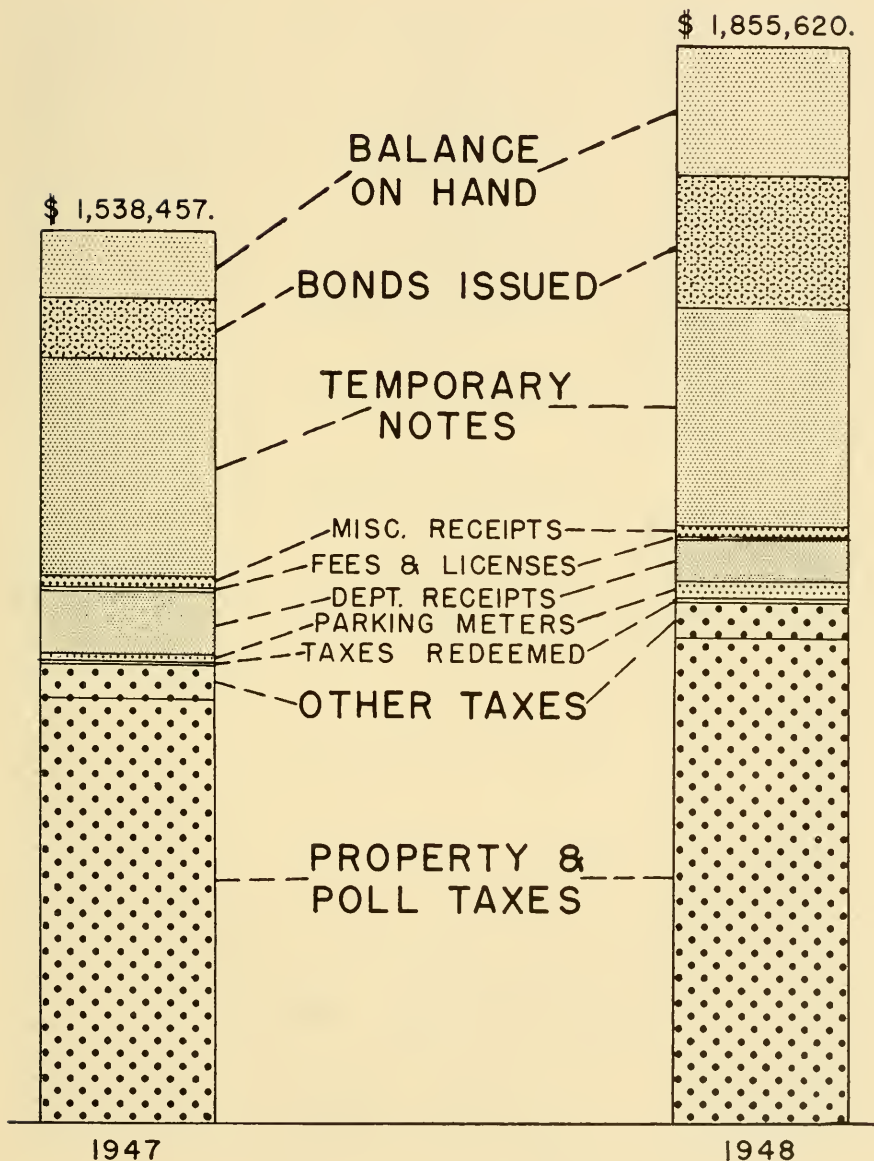 $ 1,855,620.
BALANCE
ON HAND
$ 1,538,457.
BONDS ISSUED
TEMPORARY
NOTES
MISC. RECEIPTS
FEES & LICENSES
DEPT. RECEIPTS
PARKING METERS
TAXES REDEEMED
OTHER TAXES
PROPERTY &
POLL TAXES
1947
1948